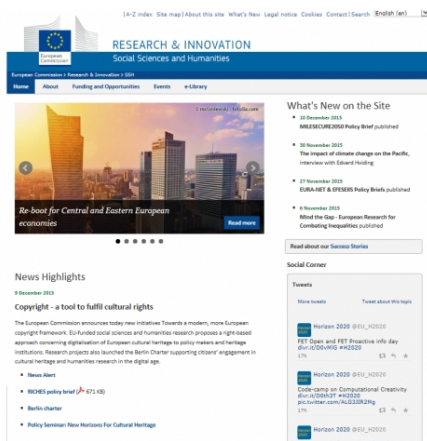 A-Z Index Site map About this site What's New Legal notice Cookies Contact Search English (en)
European
Commission
RESEARCH & INNOVATION
Social Sciences and Humanities
European Commission > Research & Innovation > SSH
Home About Funding and Opportunities Events e-Library
Re-boot for Central and Eastern European
economies
Read more
What's New on the Site
10 December 2015
MILESECURE2050 Policy Brief published
30 November 2015
The impact of climate change on the Pacific,
interview with Edvard Hviding
27 November 2015
EURA-NET & EFESEIIS Policy Briefs published
6 November 2015
Mind the Gap - European Research for
Combating Inequalities published
Read about our Success Stories
Social Corner
Tweets
More tweets Tweet about this topic
Horizon 2020 @EU_H2020
FET Open and FET Proactive info day
#H2020
17h
Horizon 2020 @EU_H2020
Code-camp on Computational Creativity
#H2020
17h
Horizon 2020 @EU_H2020
News Highlights
9 December 2015
Copyright - a tool to fulfil cultural rights
The European Commission announces today new initiatives Towards a modern, more European
copyright framework. EU-funded social sciences and humanities research proposes a right-based
approach concerning digitalisation of European cultural heritage to policy makers and heritage
institutions. Research projects also launched the Berlin Charter supporting citizens' engagement in
cultural heritage and humanities research in the digital age.
News Alert
RICHES policy brief ( 671 KB)
Berlin charter
Policy Seminar: New Horizons For Cultural Heritage